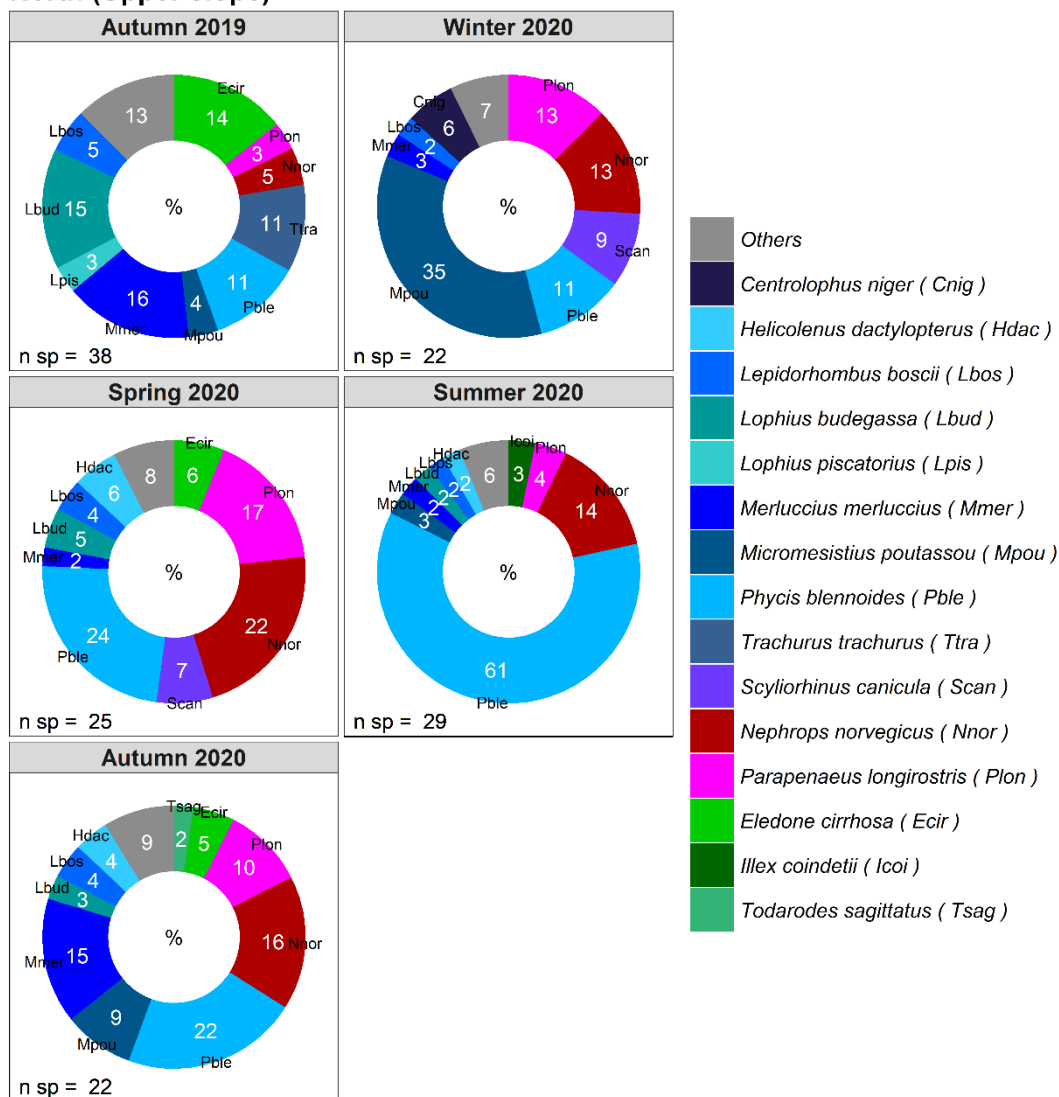 Autumn 2019
Ecir
14
Plon
3
Nnor
5
Ttra
11
Pble
11
Mpou
4
Mmer
16
Lpis
3
Lbud
15
Lbos
5
13
%
n sp = 38
Winter 2020
Plon
13
Nnor
13
Scan
9
Pble
11
Mpou
35
Mmer
3
Lbos
2
Cnig
6
7
%
n sp = 22
Spring 2020
Ecir
6
Plon
17
Nnor
22
Scan
7
Pble
24
Mmer
2
Lbud
5
Lbos
4
Hdac
6
8
%
n sp = 25
Summer 2020
Icoi
3
Plon
4
Nnor
14
Pble
61
Mpou
3
Mmer
2
Lbud
2
Lbos
2
Hdac
2
6
%
n sp = 29
Autumn 2020
Tsag
2
Ecir
5
Plon
10
Nnor
16
Pble
22
Mpou
9
Mmer
15
Lbud
3
Lbos
4
Hdac
4
9
%
n sp = 22
Others
Centrolophus niger ( Cnig )
Helicolenus dactylopterus ( Hdac )
Lepidorhombus boscii ( Lbos )
Lophius budegassa ( Lbud )
Lophius piscatorius ( Lpis )
Merluccius merluccius ( Mmer )
Micromesistius poutassou ( Mpou )
Phycis blennoides ( Pble )
Trachurus trachurus ( Ttra )
Scyliorhinus canicula ( Scan )
Nephrops norvegicus ( Nnor )
Parapenaeus longirostris ( Plon )
Eledone cirrhosa ( Ecir )
Illex coindetii ( Icoi )
Todarodes sagittatus ( Tsag )